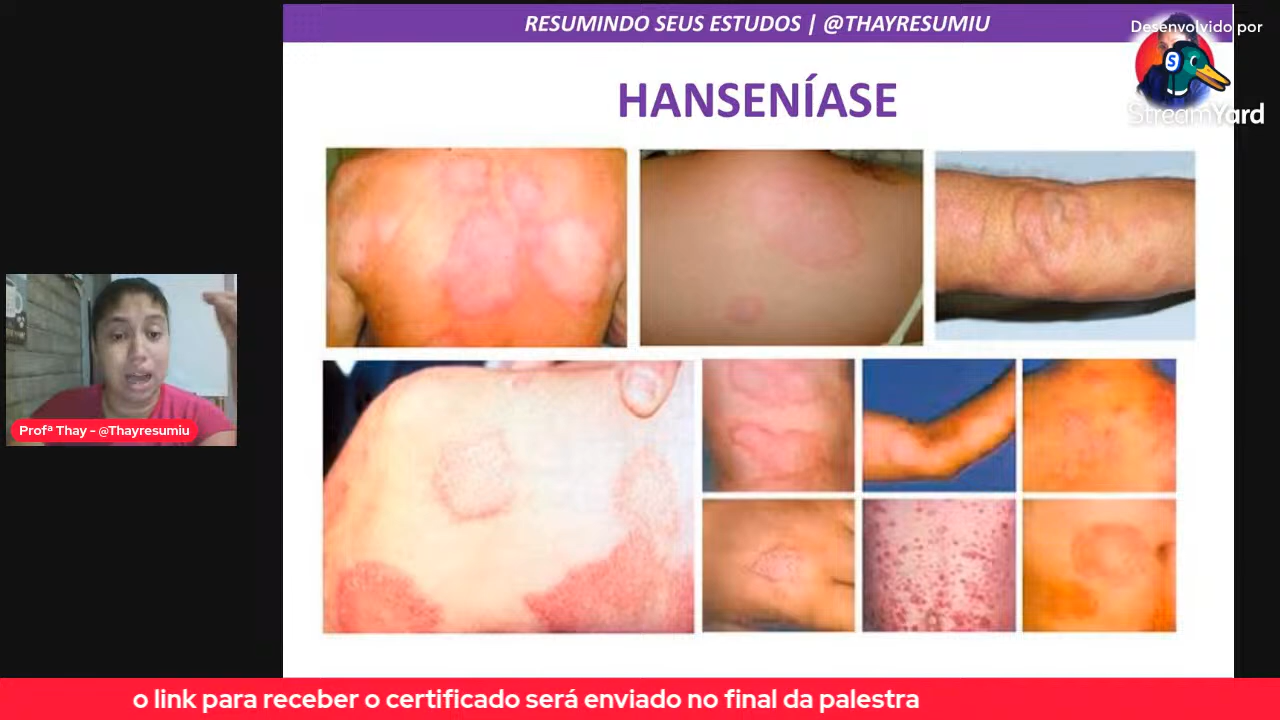 RESUMINDO SEUS ESTUDOS | @THAYRESUMIU
Desenvolvido por
StreamYard
HANSENÍASE
Profª Thay - @Thayresumiu
o link para receber o certificado será enviado no final da palestra